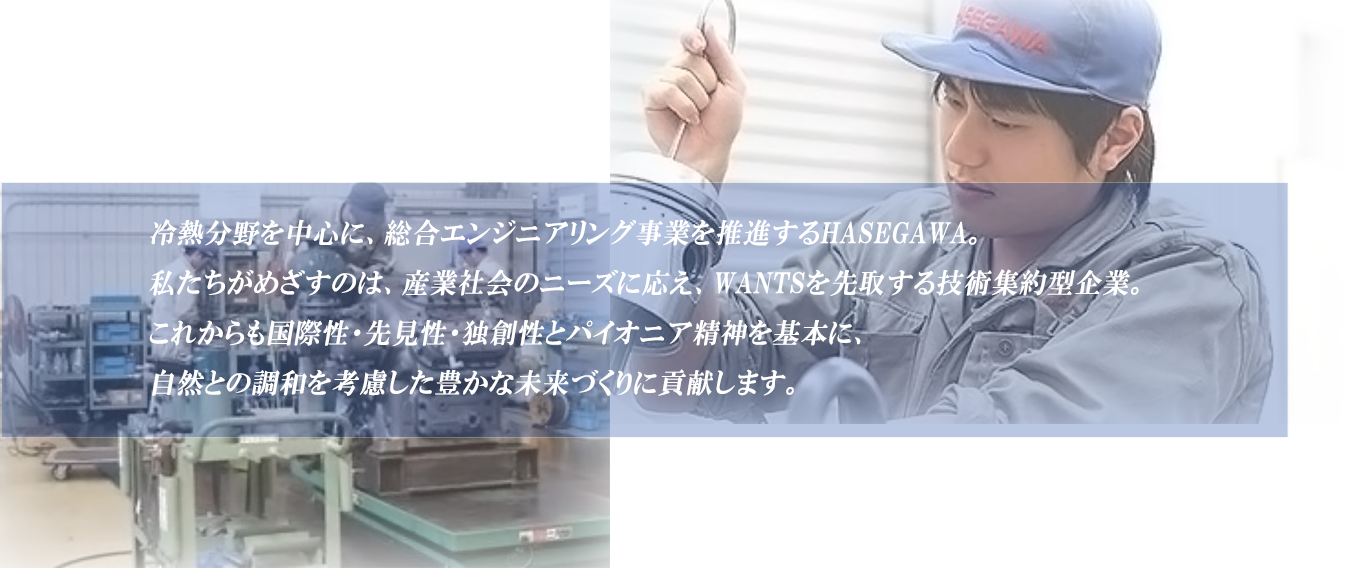 HASEGAWA
冷熱分野を中心に、総合エンジニアリング事業を推進するHASEGAWA。
私たちがめざすのは、産業社会のニーズに応え、WANTSを先取する技術集約型企業。
これからも国際性・先見性・独創性とパイオニア精神を基本に、
自然との調和を考慮した豊かな未来づくりに貢献します。